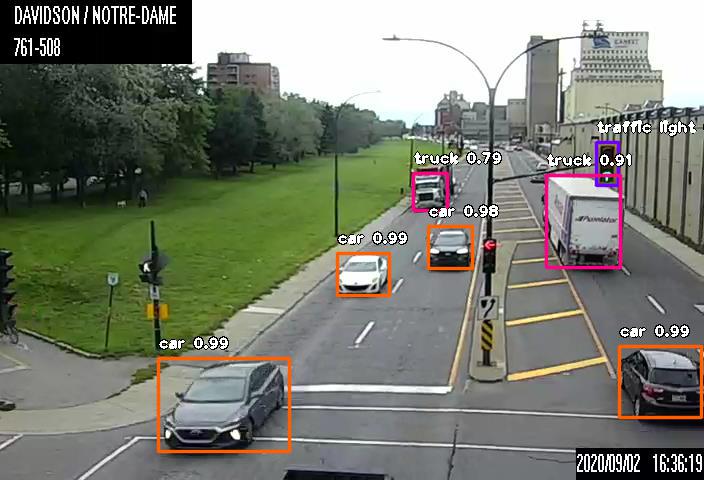 DAVIDSON / NOTRE-DAME
761-508
traffic light
truck 0.79
truck 0.91
car 0.98
car 0.99
Purolator
car 0.99
car 0.99
2020/09/02 16:36:19